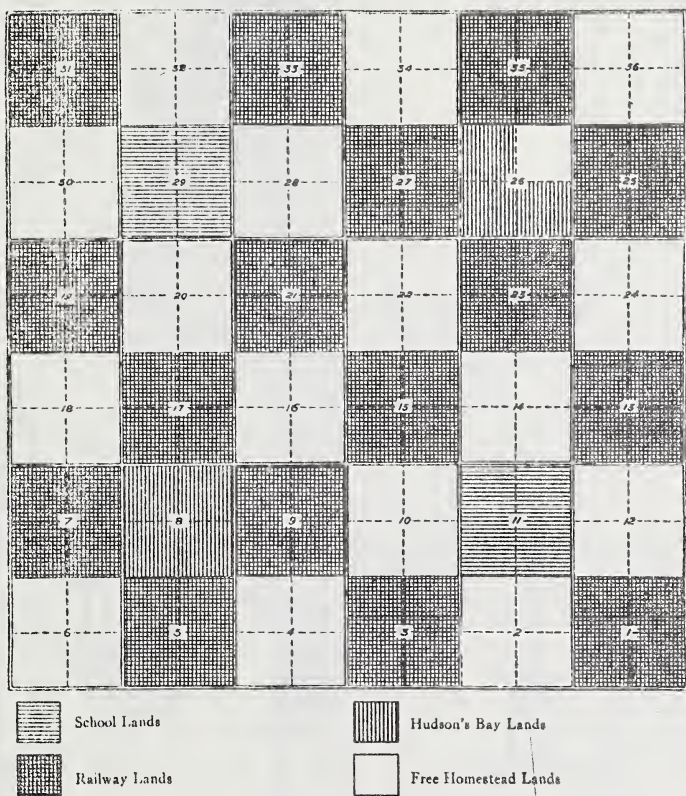 31 32 33 34 35 36
30 29 28 27 26 25
19 20 21 22 23 24
18 17 16 15 14 13
7 8 9 10 11 12
6 5 4 3 2 1
School Lands
Hudson's Bay Lands
Railway Lands
Free Homestead Lands